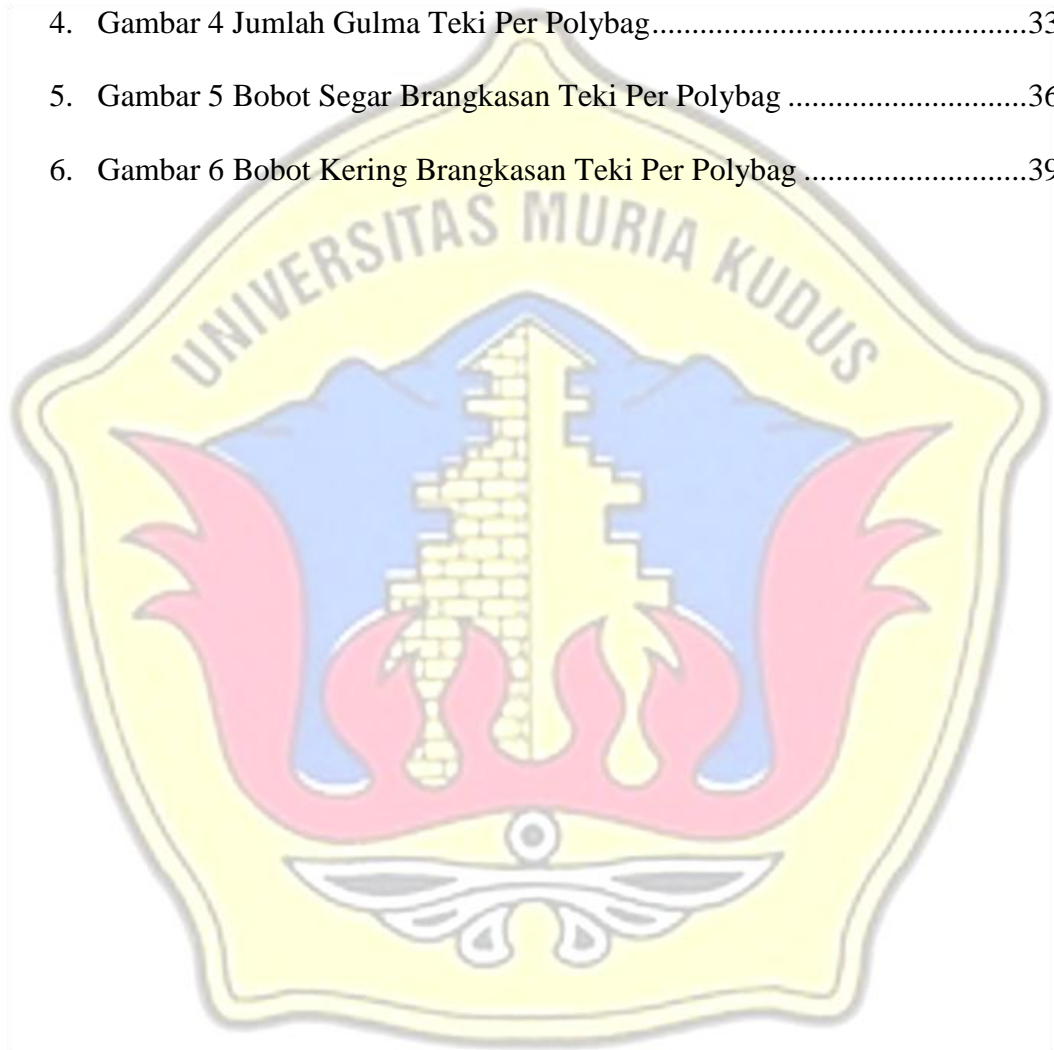 4. Gambar 4 Jumlah Gulma Teki Per Polybag.......................................33
5. Gambar 5 Bobot Segar Brangkasan Teki Per Polybag .........................36
6. Gambar 6 Bobot Kering Brangkasan Teki Per Polybag .......................39
UNIVERSITAS MURIA KUDUS